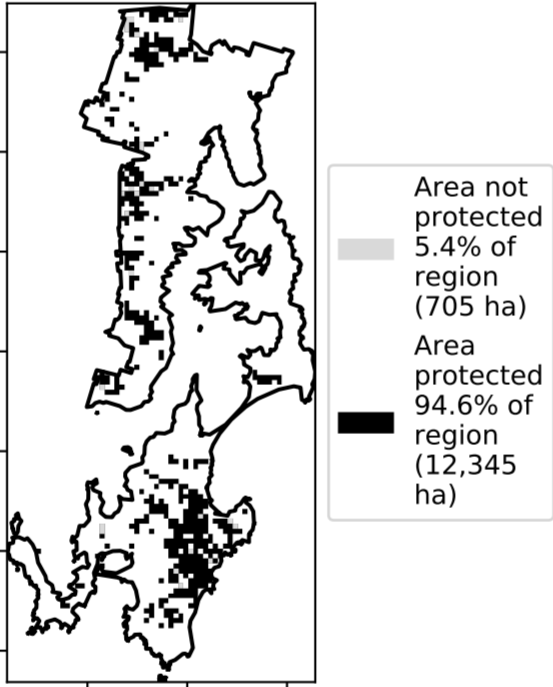 Area not
protected
5.4% of
region
(705 ha)
Area
protected
94.6% of
region
(12,345
ha)